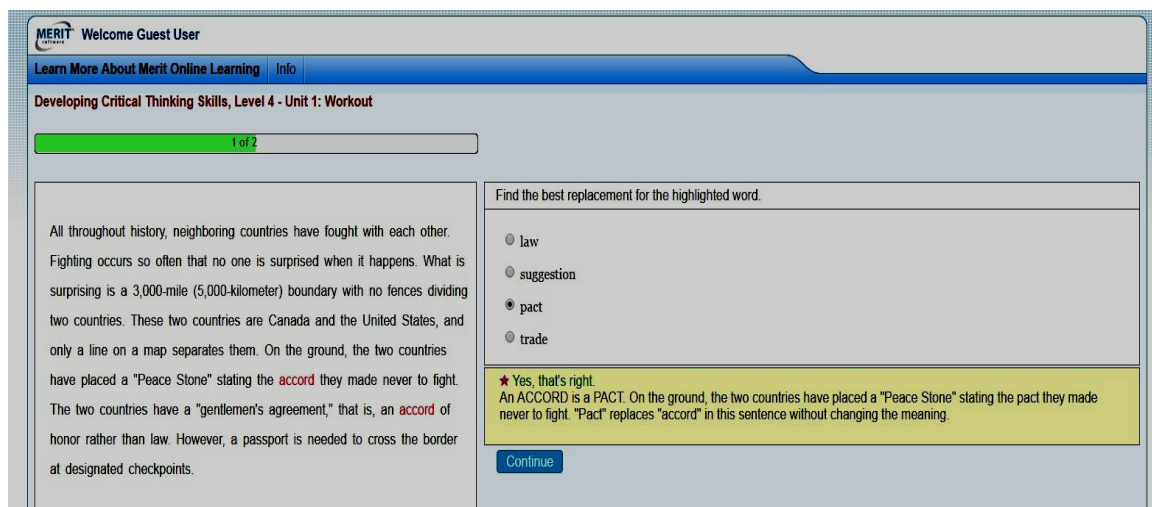 MERIT Welcome Guest User
software
Learn More About Merit Online Learning Info
Developing Critical Thinking Skills, Level 4 - Unit 1: Workout
1 of 2
All throughout history, neighboring countries have fought with each other.
Fighting occurs so often that no one is surprised when it happens. What is
surprising is a 3,000-mile (5,000-kilometer) boundary with no fences dividing
two countries. These two countries are Canada and the United States, and
only a line on a map separates them. On the ground, the two countries
have placed a "Peace Stone" stating the accord they made never to fight.
The two countries have a "gentlemen's agreement," that is, an accord of
honor rather than law. However, a passport is needed to cross the border
at designated checkpoints.
Find the best replacement for the highlighted word.
law
suggestion
pact
trade
Yes, that's right.
An ACCORD is a PACT. On the ground, the two countries have placed a "Peace Stone" stating the pact they made
never to fight. "Pact" replaces "accord" in this sentence without changing the meaning.
Continue